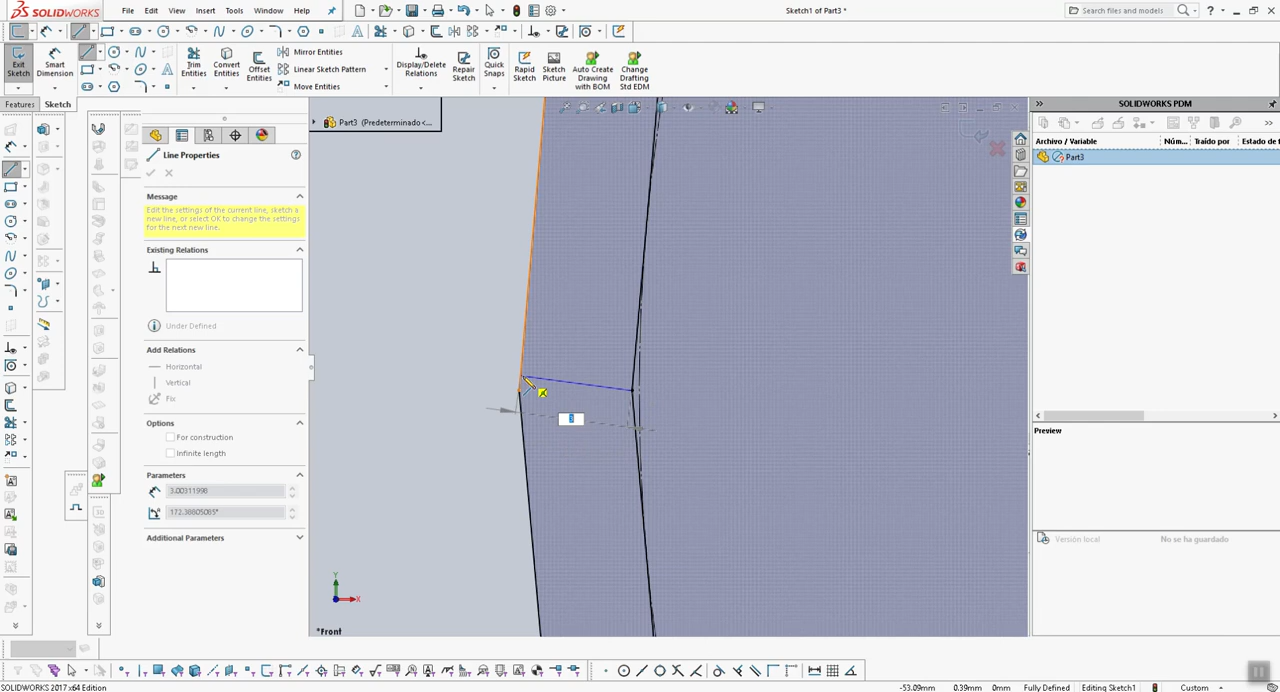 SOLIDWORKS
File Edit View Insert Tools Window Help
Sketch1 of Part3 *
Search files and models
Exit Sketch
Smart Dimension
Trim Entities
Convert Entities
Offset Entities
Mirror Entities
Linear Sketch Pattern
Move Entities
Display/Delete Relations
Repair Sketch
Quick Snaps
Rapid Sketch
Sketch Picture
Auto Create Drawing with BOM
Change Drafting Std EDM
Features Sketch
Part3 (Predeterminado <...
SOLIDWORKS PDM
Archivo / Variable Núm... Traído por Estado de f
Part3
Line Properties
Message
Edit the settings of the current line, sketch a
new line, or select OK to change the settings
for the next new line.
Existing Relations
Under Defined
Add Relations
Horizontal
Vertical
Fix
Options
For construction
Infinite length
Parameters
3.00311998
172.38805085°
Additional Parameters
3
Y
X
*Front
Preview
Versión local No se ha guardado
SOLIDWORKS 2017 x64 Edition
-53.09mm 0.39mm 0mm Fully Defined Editing Sketch1 Custom